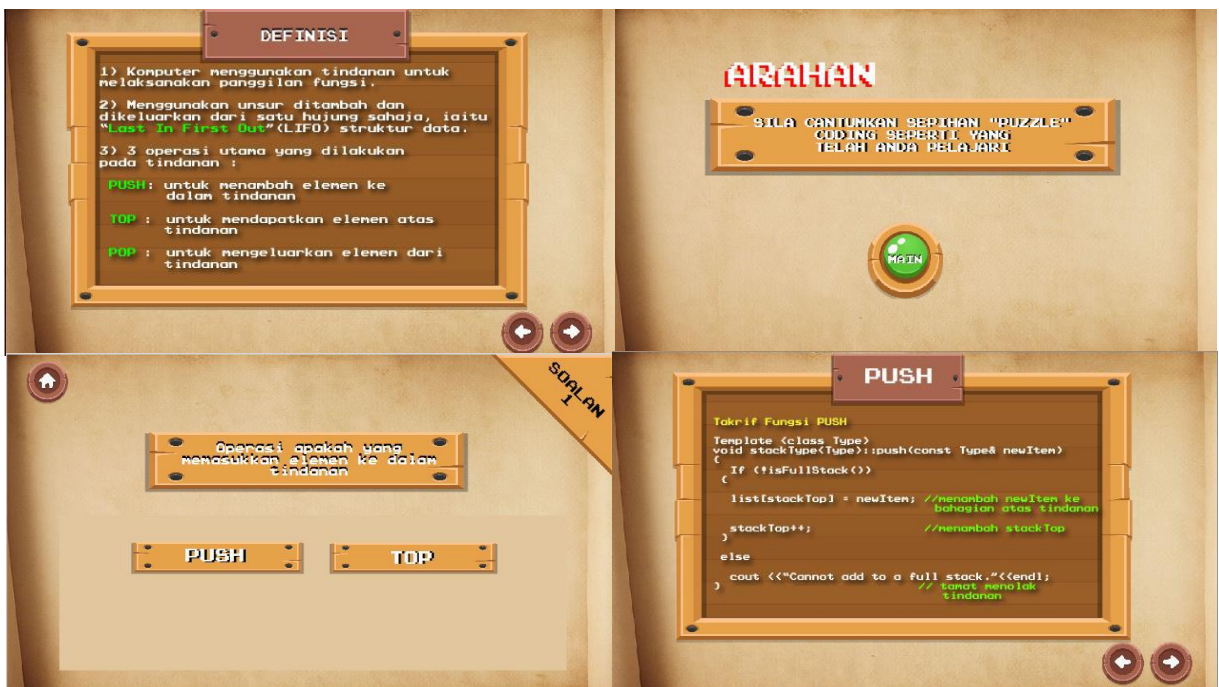 DEFINISI
1) Komputer menggunakan tindanan untuk
melaksanakan panggilan fungsi.
2) Menggunakan unsur ditambah dan
dikeluarkan dari satu hujung sahaja, iaitu
"Last In First Out"(LIFO) struktur data.
3) 3 operasi utama yang dilakukan
pada tindanan :
PUSH: untuk menambah elemen ke
dalam tindanan
TOP : untuk mendapatkan elemen atas
tindanan
POP : untuk mengeluarkan elemen dari
tindanan
ARAHAN
SILA CANTUMKAN SERIHAN "PUZZLE"
CODING SEPERTI YANG
TELAH ANDA PELAJARI
MAIN
SOALAN
1
Operasi apakah yang
memasukkan elemen ke dalam
tindanan
PUSH
TOP
PUSH
Takrif Fungsi PUSH
Template <class Type>
void stackType<Type>::push(const Type& newItem)
{
If (!isFullStack())
{
list[stackTop] = newItem; //menambah newItem ke
bahagian atas tindanan
stackTop++; //menambah stackTop
}
else
cout <<"Cannot add to a full stack."<<endl;
} // tamat menolak
tindanan